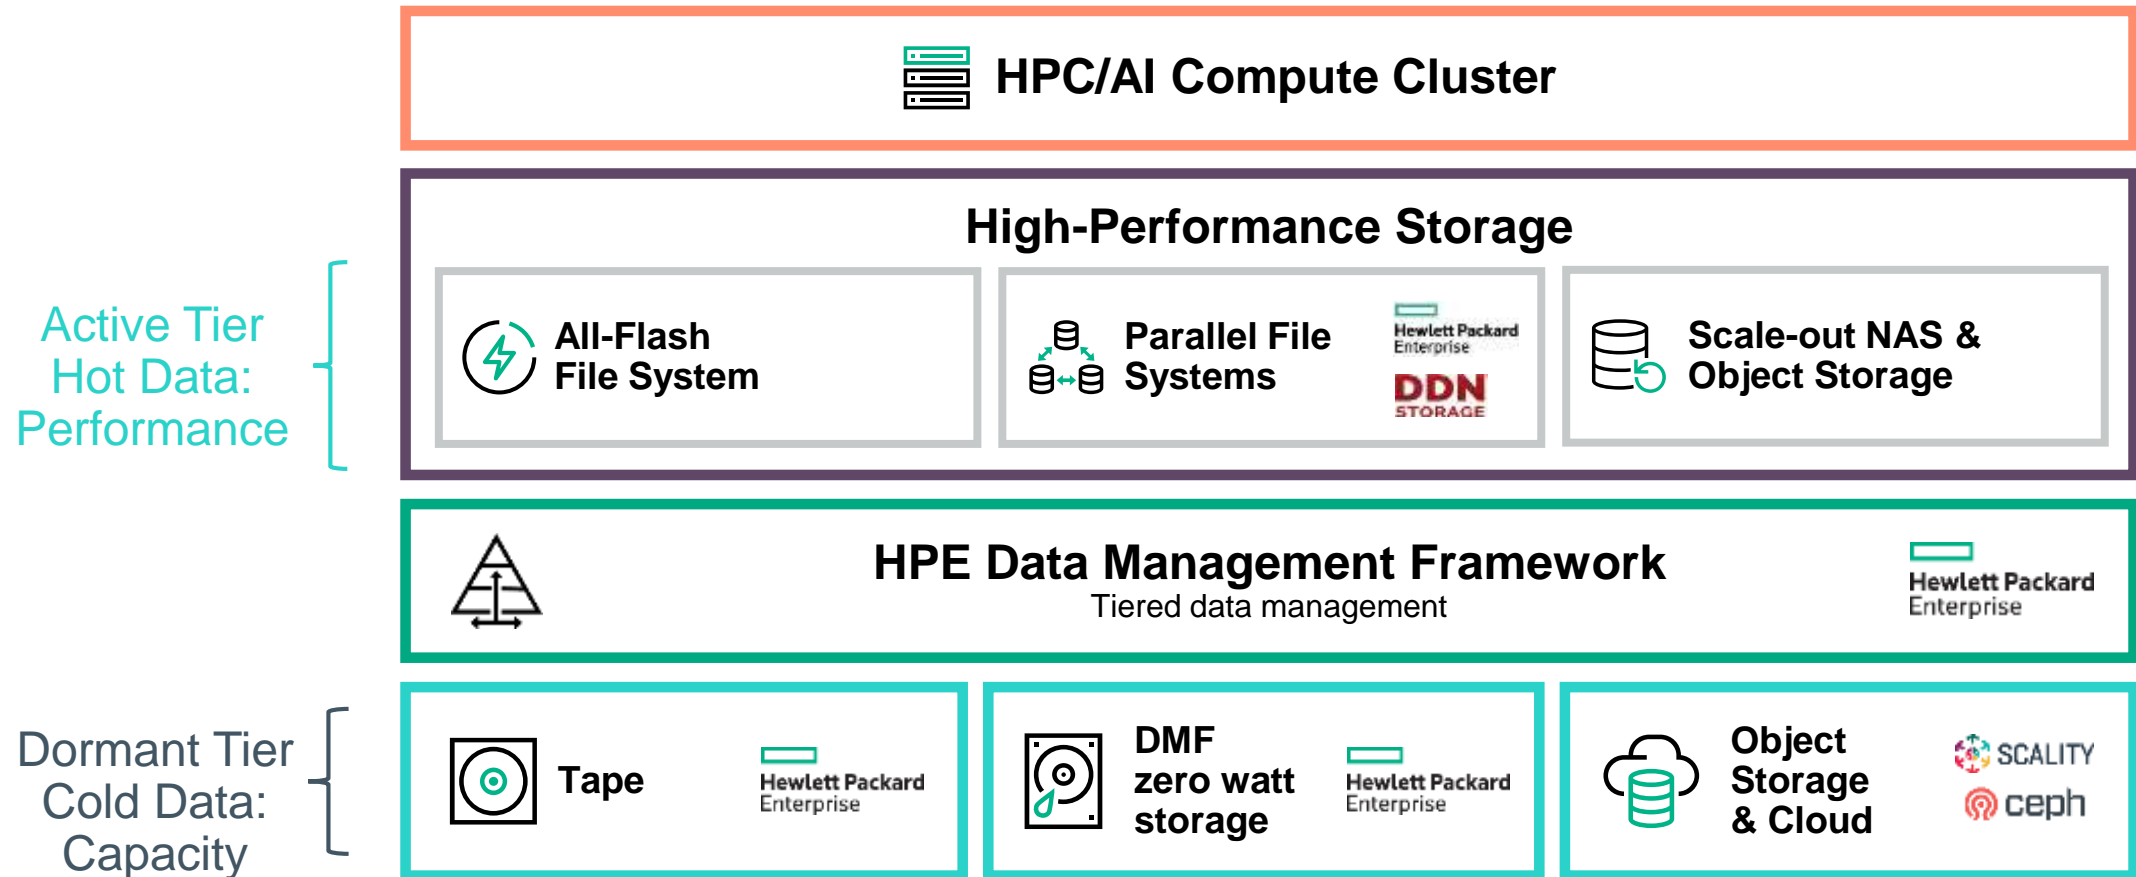 HPC/AI Compute Cluster
High-Performance Storage
Active Tier
Hot Data:
Performance
All-Flash
File System
Parallel File
Systems
Hewlett Packard
Enterprise
DDN
STORAGE
Scale-out NAS &
Object Storage
HPE Data Management Framework
Tiered data management
Hewlett Packard
Enterprise
Dormant Tier
Cold Data:
Capacity
Tape
Hewlett Packard
Enterprise
DMF
zero watt
storage
Hewlett Packard
Enterprise
Object
Storage
& Cloud
SCALITY
ceph